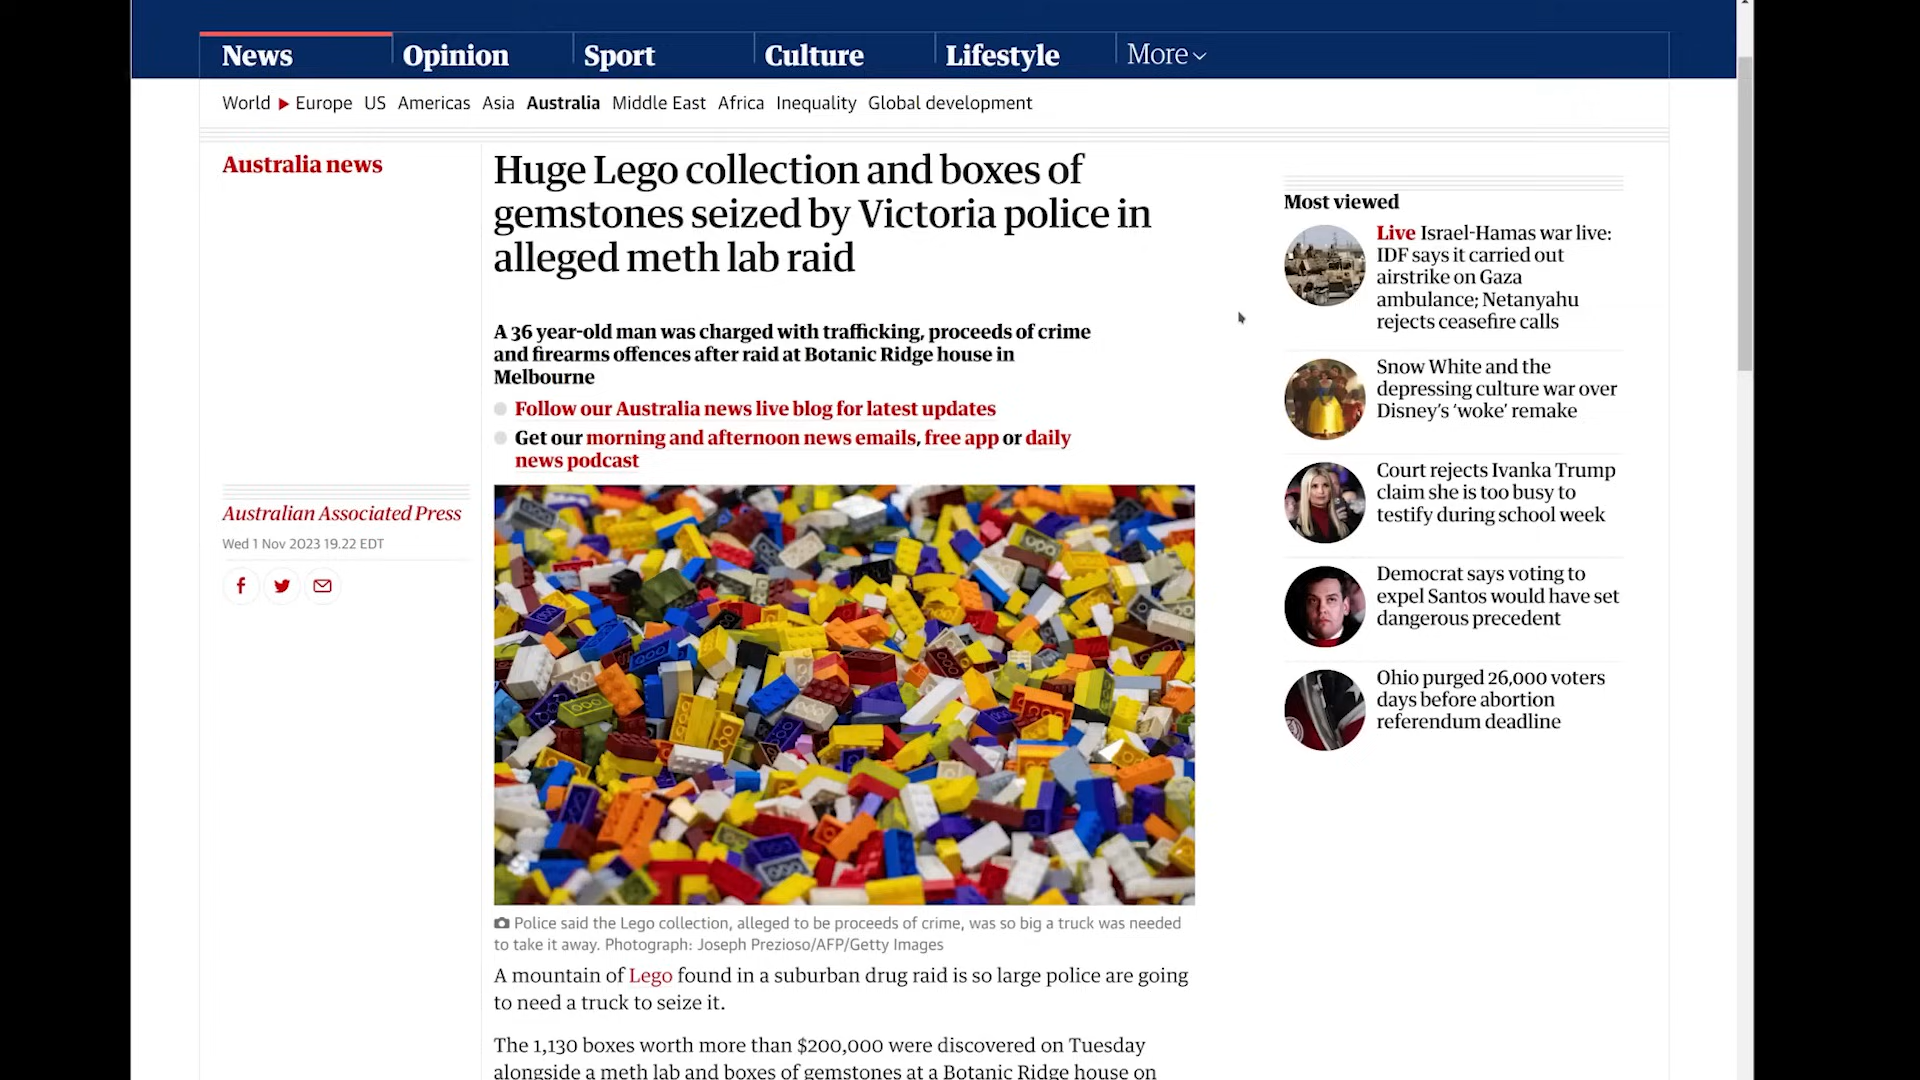 News Opinion Sport Culture Lifestyle More
World Europe US Americas Asia Australia Middle East Africa Inequality Global development
Australia news
Huge Lego collection and boxes of
gemstones seized by Victoria police in
alleged meth lab raid
A 36 year-old man was charged with trafficking, proceeds of crime
and firearms offences after raid at Botanic Ridge house in
Melbourne
Follow our Australia news live blog for latest updates
Get our morning and afternoon news emails, free app or daily
news podcast
Australian Associated Press
Wed 1 Nov 2023 19.22 EDT
Police said the Lego collection, alleged to be proceeds of crime, was so big a truck was needed
to take it away. Photograph: Joseph Prezioso/AFP/Getty Images
A mountain of Lego found in a suburban drug raid is so large police are going
to need a truck to seize it.
The 1,130 boxes worth more than $200,000 were discovered on Tuesday
alongside a meth lab and boxes of gemstones at a Botanic Ridge house on
Most viewed
Live Israel-Hamas war live:
IDF says it carried out
airstrike on Gaza
ambulance; Netanyahu
rejects ceasefire calls
Snow White and the
depressing culture war over
Disney's ‘woke’ remake
Court rejects Ivanka Trump
claim she is too busy to
testify during school week
Democrat says voting to
expel Santos would have set
dangerous precedent
Ohio purged 26,000 voters
days before abortion
referendum deadline